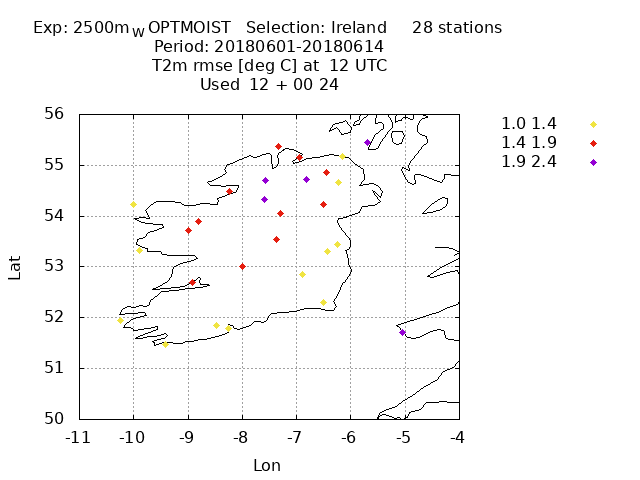 Exp: 2500mW OPTMOIST Selection: Ireland 28 stations
Period: 20180601-20180614
T2m rmse [deg C] at 12 UTC
Used 12 + 00 24
1.0 1.4
1.4 1.9
1.9 2.4
56
55
54
53
52
51
50
Lat
-11 -10 -9 -8 -7 -6 -5 -4
Lon